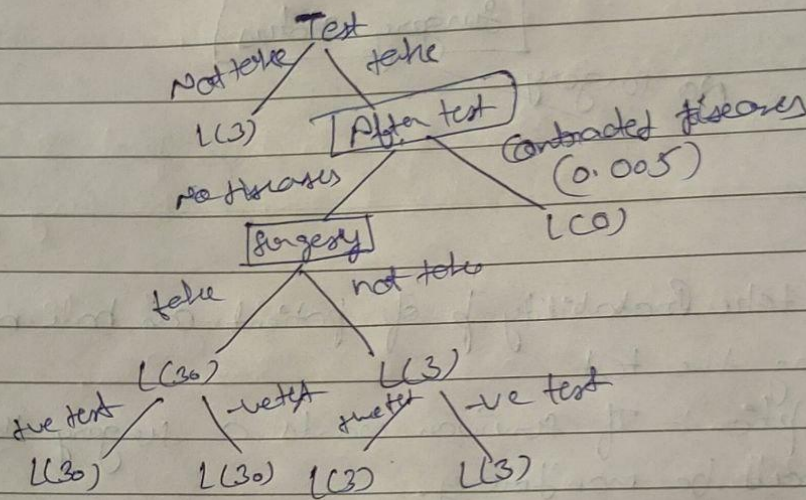 Test
Not take take
L(3) After test
Contracted diseases
(0.005)
No diseases
L(0)
Surgery
take not take
L(30) L(3)
+ve test -ve test +ve test -ve test
L(30) L(30) L(3) L(3)